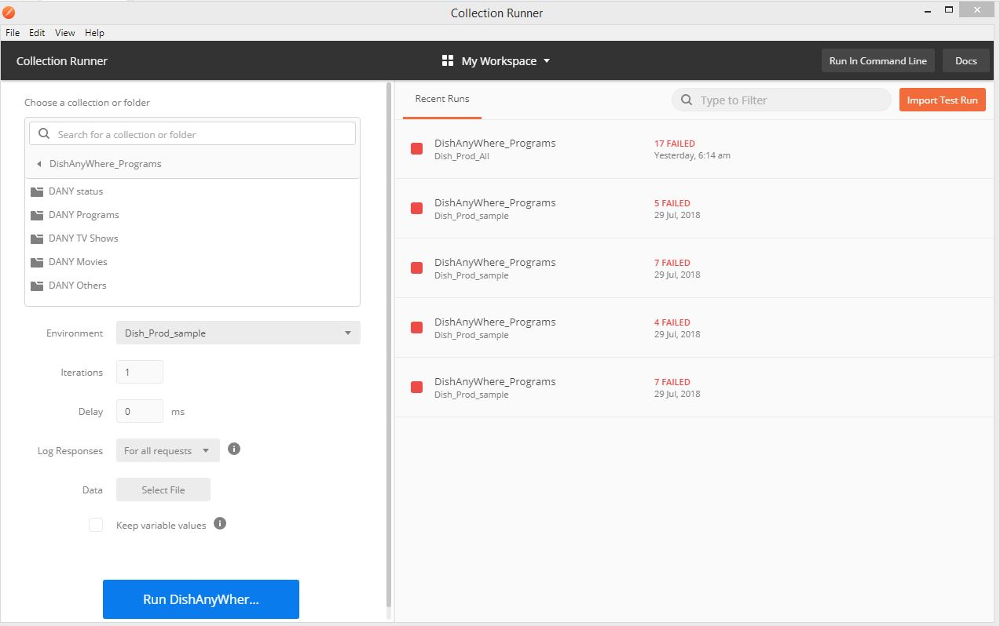 Collection Runner
File Edit View Help
Collection Runner
My Workspace
Run In Command Line
Docs
Choose a collection or folder
Search for a collection or folder
DishAnyWhere_Programs
DANY status
DANY Programs
DANY TV Shows
DANY Movies
DANY Others
Environment Dish_Prod_sample
Iterations 1
Delay 0 ms
Log Responses For all requests
Data Select File
Keep variable values
Run DishAnyWher...
Recent Runs
Type to Filter
Import Test Run
DishAnyWhere_Programs 17 FAILED
Dish_Prod_All Yesterday, 6:14 am
DishAnyWhere_Programs 5 FAILED
Dish_Prod_sample 29 Jul, 2018
DishAnyWhere_Programs 7 FAILED
Dish_Prod_sample 29 Jul, 2018
DishAnyWhere_Programs 4 FAILED
Dish_Prod_sample 29 Jul, 2018
DishAnyWhere_Programs 7 FAILED
Dish_Prod_sample 29 Jul, 2018